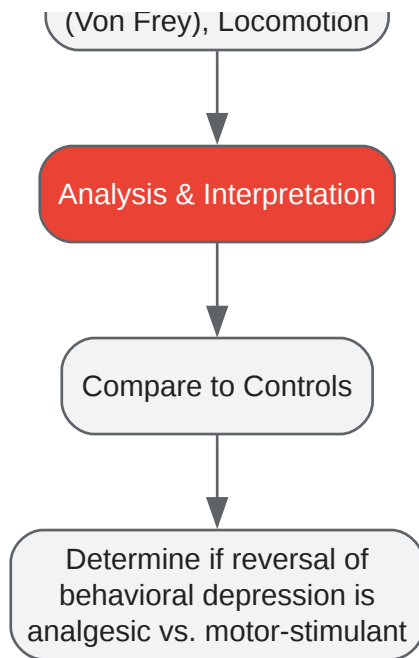 (Von Frey), Locomotion
Analysis & Interpretation
Compare to Controls
Determine if reversal of
behavioral depression is
analgesic vs. motor-stimulant